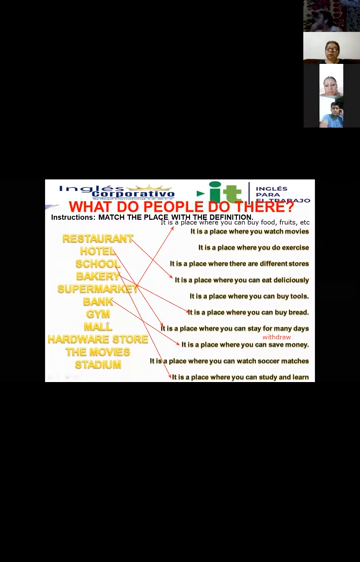 Inglés
Corporativo
it
INGLÉS
PARA
EL TRABAJO
WHAT DO PEOPLE DO THERE?
Instructions: MATCH THE PLACE WITH THE DEFINITION.
It is a place where you can buy food, fruits, etc
RESTAURANT
HOTEL
SCHOOL
BAKERY
SUPERMARKET
BANK
GYM
MALL
HARDWARE STORE
THE MOVIES
STADIUM
It is a place where you watch movies
It is a place where you do exercise
It is a place where there are different stores
It is a place where you can eat deliciously
It is a place where you can buy tools.
It is a place where you can buy bread.
It is a place where you can stay for many days
withdraw
It is a place where you can save money.
It is a place where you can watch soccer matches
It is a place where you can study and learn